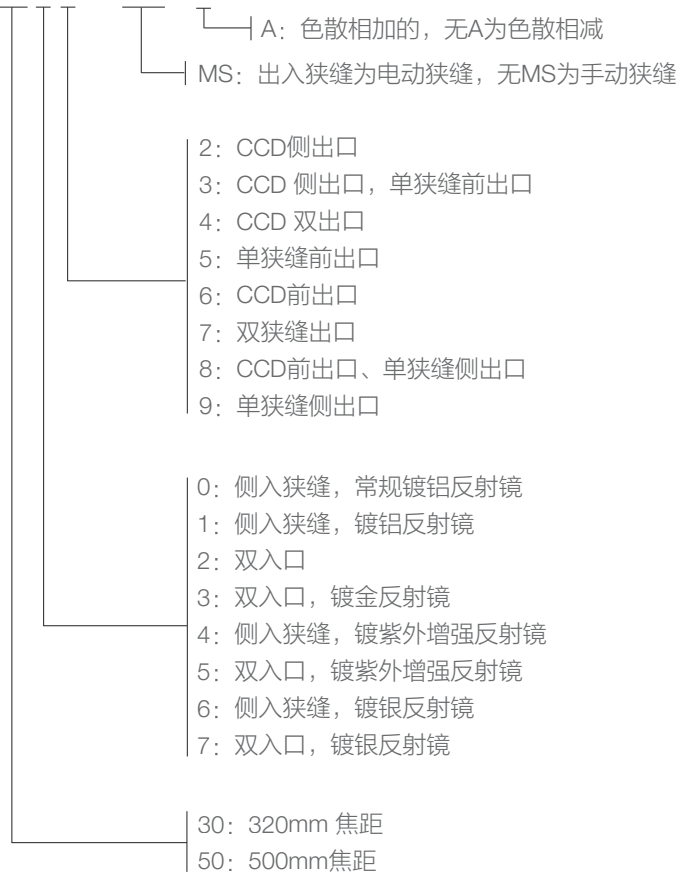 A：色散相加的，无A为色散相减
MS：出入狭缝为电动狭缝，无MS为手动狭缝
2：CCD侧出口
3：CCD 侧出口，单狭缝前出口
4：CCD 双出口
5：单狭缝前出口
6：CCD前出口
7：双狭缝出口
8：CCD前出口、单狭缝侧出口
9：单狭缝侧出口
0：侧入狭缝，常规镀铝反射镜
1：侧入狭缝，镀铝反射镜
2：双入口
3：双入口，镀金反射镜
4：侧入狭缝，镀紫外增强反射镜
5：双入口，镀紫外增强反射镜
6：侧入狭缝，镀银反射镜
7：双入口，镀银反射镜
30：320mm 焦距
50：500mm焦距